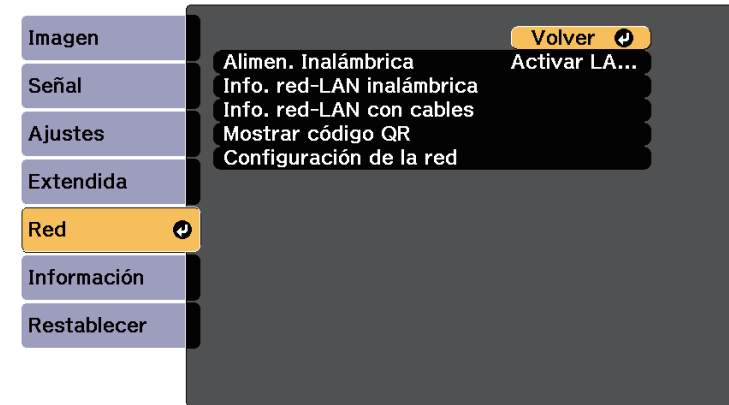 Imagen
Señal
Ajustes
Extendida
Red
Información
Restablecer
Volver
Alimen. Inalámbrica Activar LA...
Info. red-LAN inalámbrica
Info. red-LAN con cables
Mostrar código QR
Configuración de la red